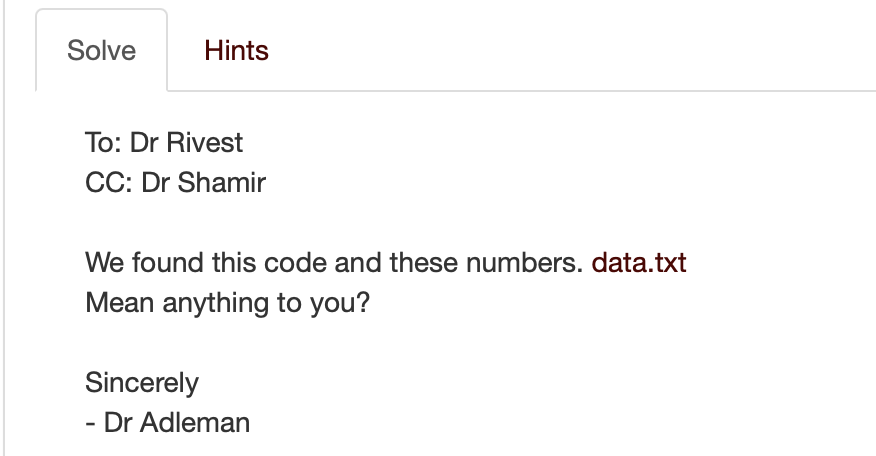 Solve
Hints
To: Dr Rivest
CC: Dr Shamir
We found this code and these numbers. data.txt
Mean anything to you?
Sincerely
- Dr Adleman